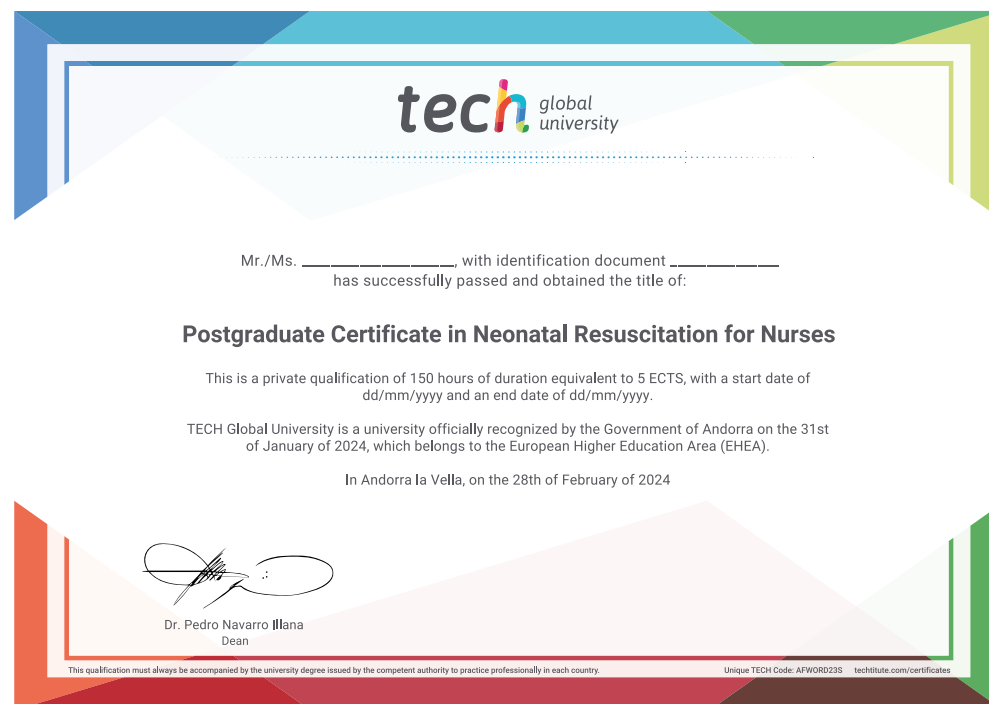 tech global university
Mr./Ms. ____________________, with identification document ______________
has successfully passed and obtained the title of:
Postgraduate Certificate in Neonatal Resuscitation for Nurses
This is a private qualification of 150 hours of duration equivalent to 5 ECTS, with a start date of
dd/mm/yyyy and an end date of dd/mm/yyyy.
TECH Global University is a university officially recognized by the Government of Andorra on the 31st
of January of 2024, which belongs to the European Higher Education Area (EHEA).
In Andorra la Vella, on the 28th of February of 2024
Dr. Pedro Navarro Illana
Dean
This qualification must always be accompanied by the university degree issued by the competent authority to practice professionally in each country.
Unique TECH Code: AFWORD23S techtitute.com/certificates